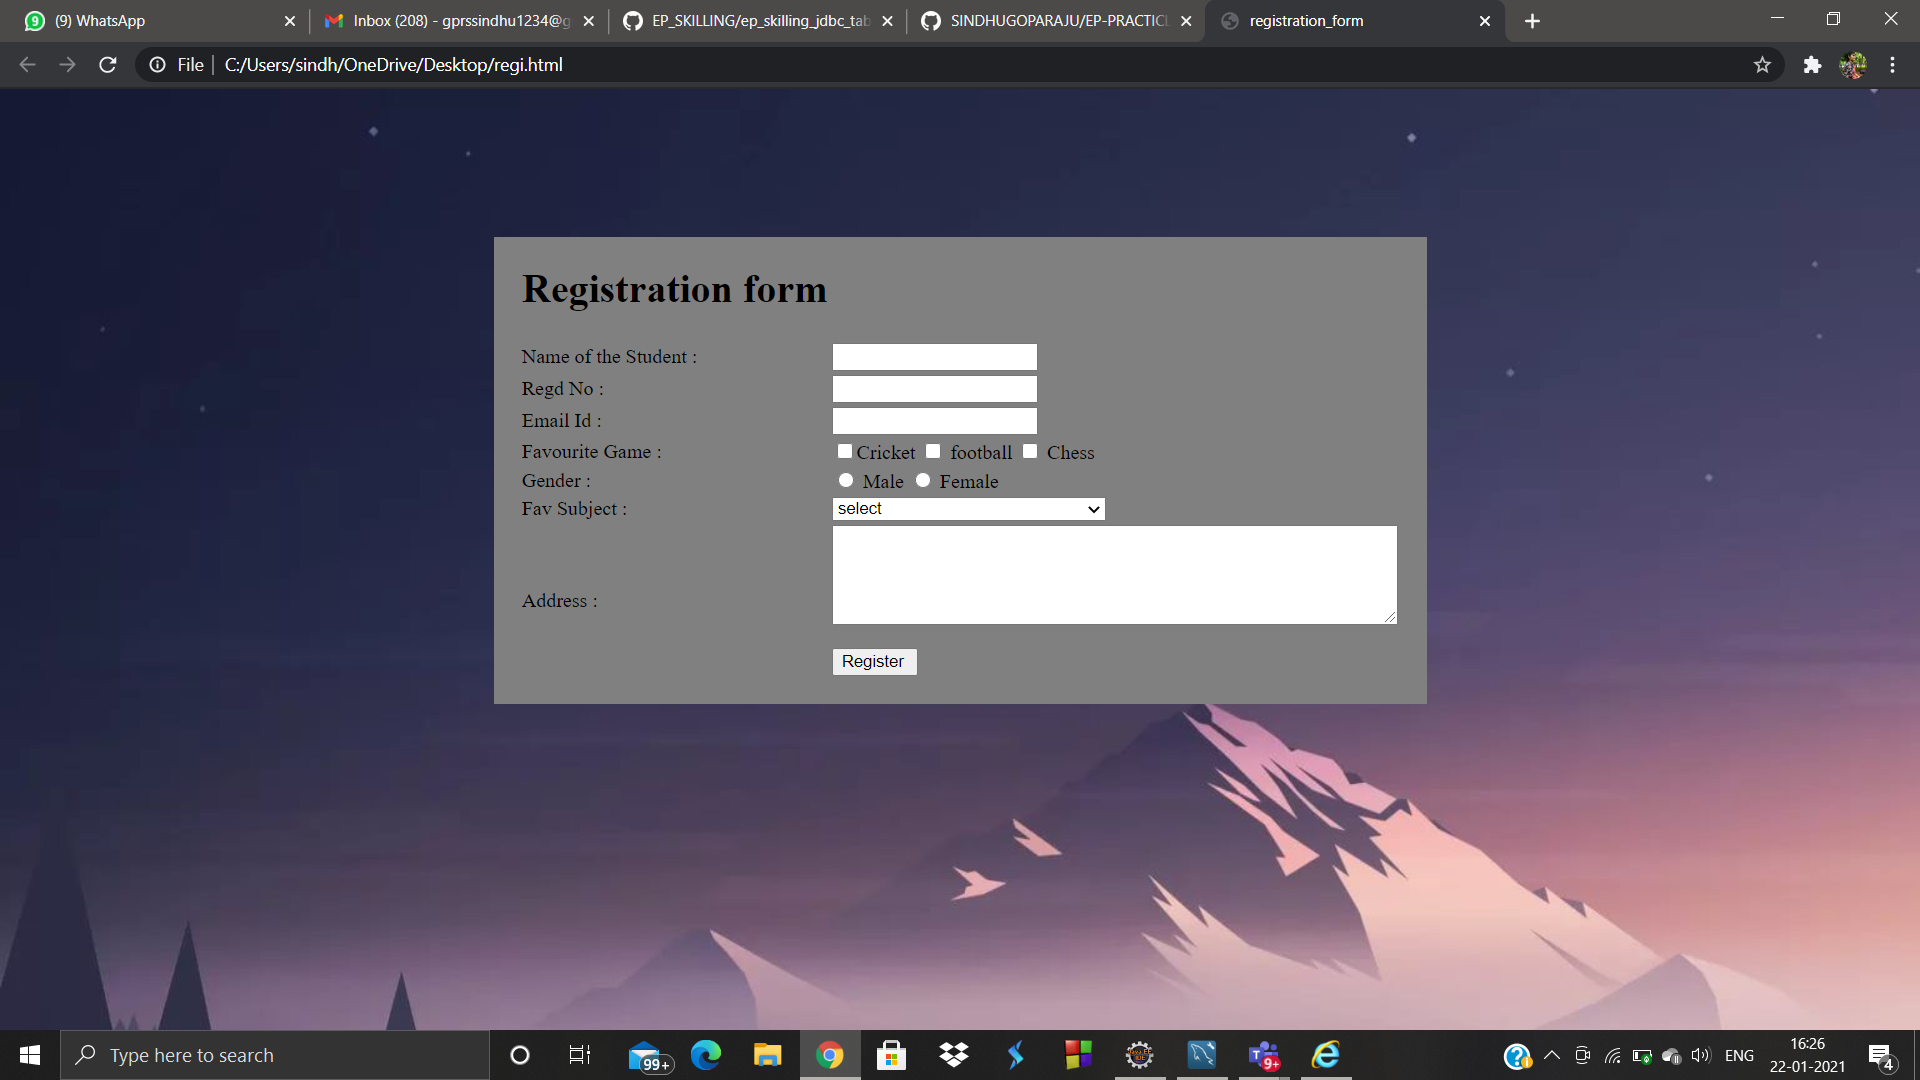 (9) WhatsApp
Inbox (208) - gprssindhu1234@g
EP_SKILLING/ep_skilling_jdbc_tab
SINDHUGOPARAJU/EP-PRACTICL
registration_form
File
C:/Users/sindh/OneDrive/Desktop/regi.html
Registration form
Name of the Student :
Regd No :
Email Id :
Favourite Game : Cricket football Chess
Gender : Male Female
Fav Subject : select
Address :
Register
Type here to search
99+
9+
ENG
16:26
22-01-2021
4